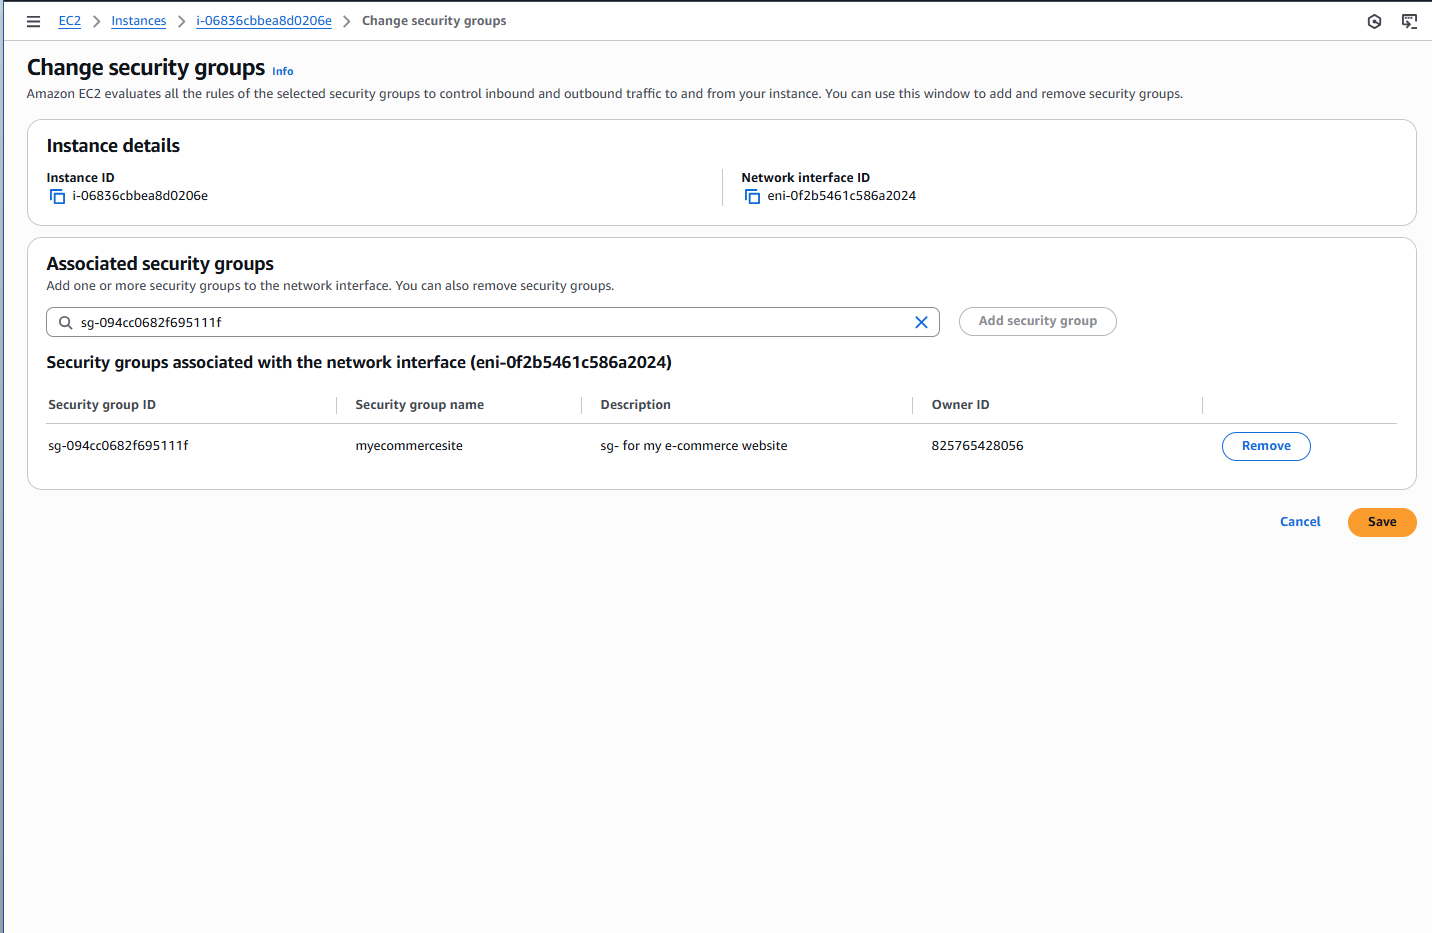 EC2 > Instances > i-06836cbbea8d0206e > Change security groups
Change security groups Info
Amazon EC2 evaluates all the rules of the selected security groups to control inbound and outbound traffic to and from your instance. You can use this window to add and remove security groups.
Instance details
Instance ID
i-06836cbbea8d0206e
Network interface ID
eni-0f2b5461c586a2024
Associated security groups
Add one or more security groups to the network interface. You can also remove security groups.
sg-094cc0682f695111f
Add security group
Security groups associated with the network interface (eni-0f2b5461c586a2024)
Security group ID Security group name Description Owner ID
sg-094cc0682f695111f myecommercesite sg- for my e-commerce website 825765428056 Remove
Cancel Save